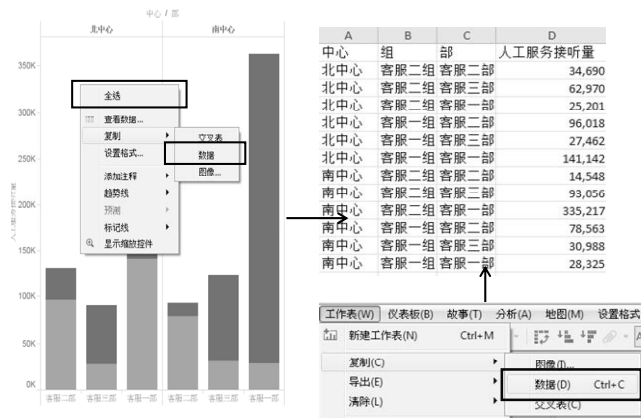 中心 / 部
北中心 南中心
350K
300K
250K
200K
150K
100K
50K
0K
人工服务接听量
全选
查看数据...
复制
设置格式...
添加注释
趋势线
预测
标记线
显示缩放控件
交叉表
数据
图像...
客服二部 客服三部 客服一部 客服二部 客服三部 客服一部
A B C D
中心 组 部 人工服务接听量
北中心 客服二组 客服二部 34,690
北中心 客服二组 客服三部 62,970
北中心 客服二组 客服一部 25,201
北中心 客服一组 客服二部 96,018
北中心 客服一组 客服三部 27,462
北中心 客服一组 客服一部 141,142
南中心 客服二组 客服二部 14,548
南中心 客服二组 客服三部 93,056
南中心 客服二组 客服一部 335,217
南中心 客服一组 客服二部 78,563
南中心 客服一组 客服三部 30,988
南中心 客服一组 客服一部 28,325
工作表(W) 仪表板(B) 故事(T) 分析(A) 地图(M) 设置格式
新建工作表(N) Ctrl+M
复制(C)
导出(E)
清除(L)
图像(I)...
数据(D) Ctrl+C
交叉表(C)